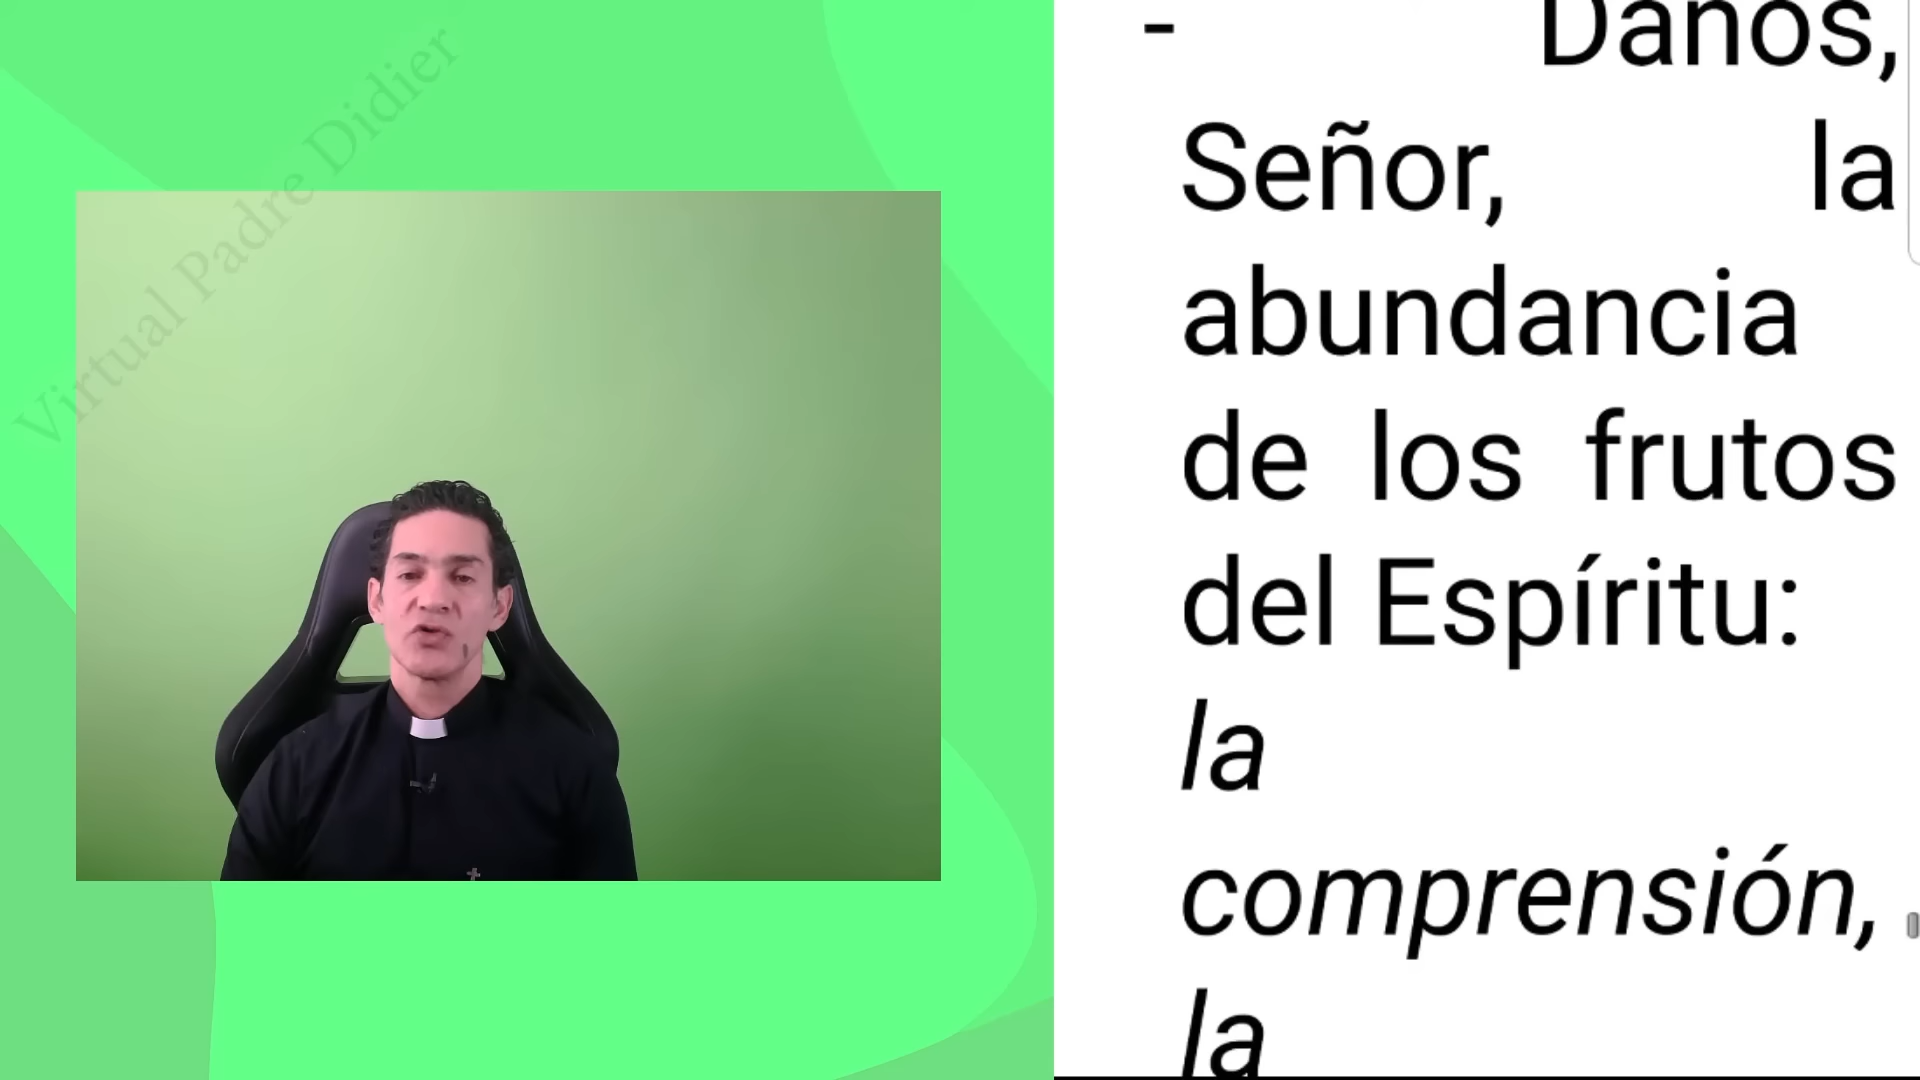 Virtual Padre Didier
- Danos,
Señor, la
abundancia
de los frutos
del Espíritu:
la
comprensión,
la